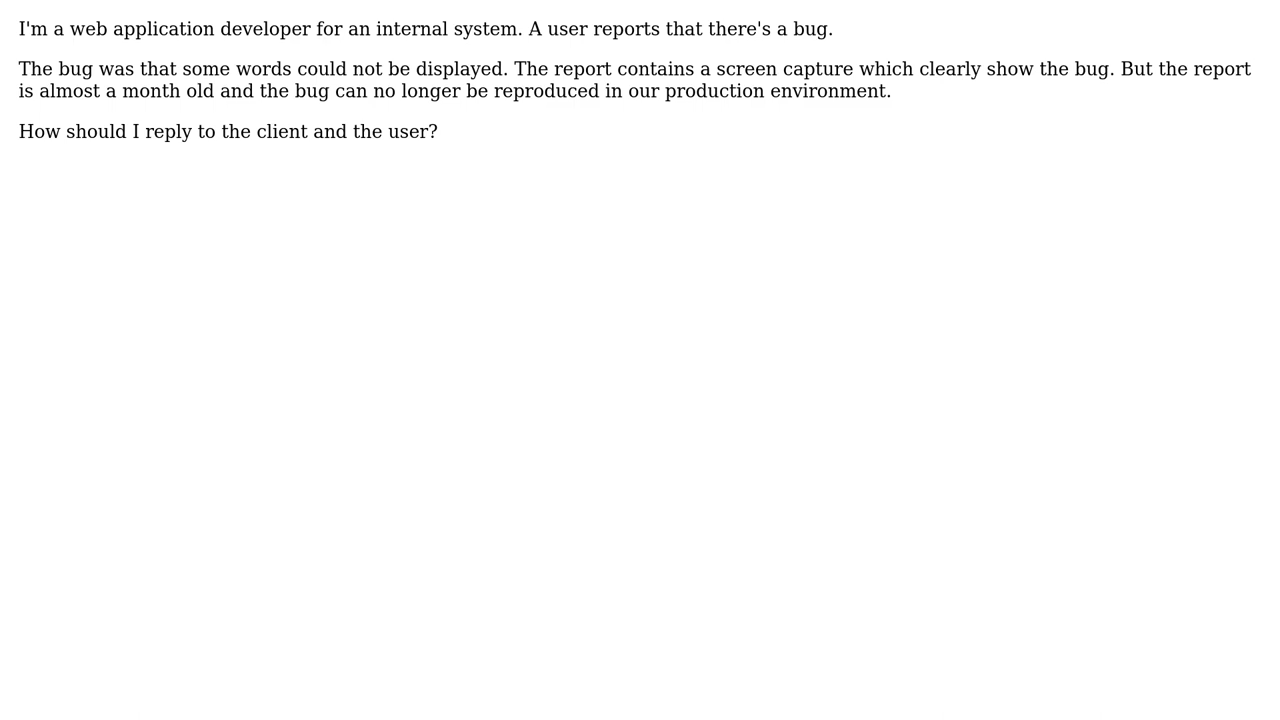 I'm a web application developer for an internal system. A user reports that there's a bug.
The bug was that some words could not be displayed. The report contains a screen capture which clearly show the bug. But the report
is almost a month old and the bug can no longer be reproduced in our production environment.
How should I reply to the client and the user?